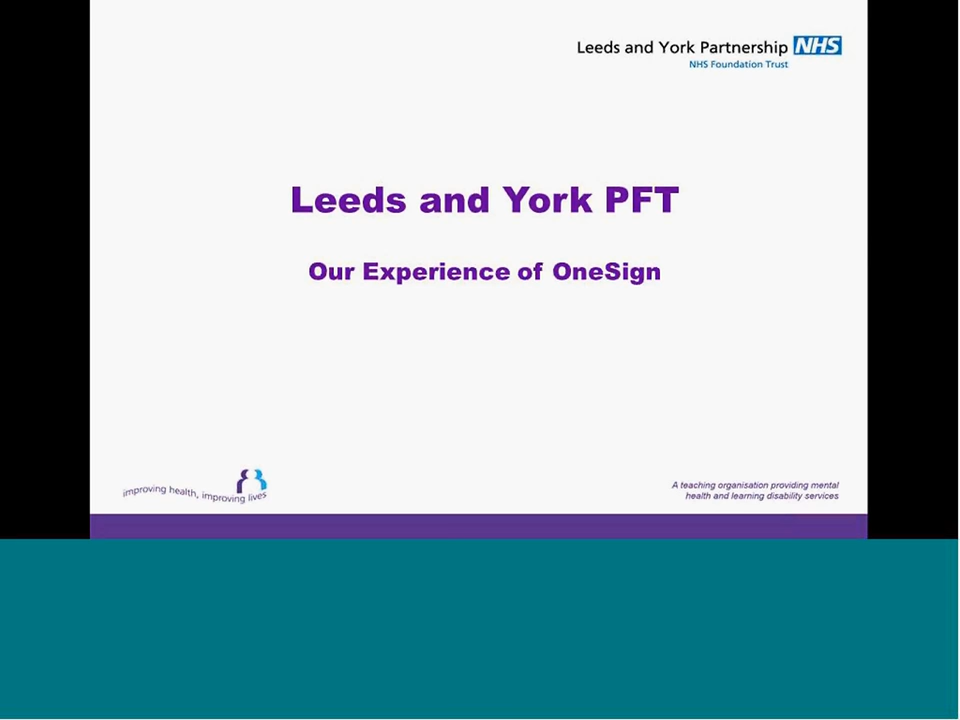 Leeds and York Partnership NHS
NHS Foundation Trust
Leeds and York PFT
Our Experience of OneSign
improving health, improving lives
A teaching organisation providing mental
health and learning disability services